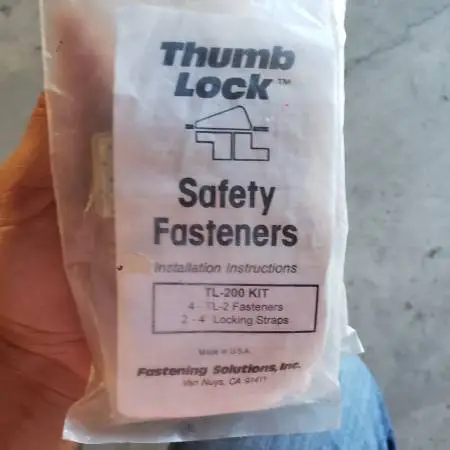 Thumb
Lock™
Safety
Fasteners
Installation Instructions
TL-200 KIT
4 - TL-2 Fasteners
2 - 4" Locking Straps
Made in U.S.A.
Fastening Solutions, Inc.
Van Nuys, CA 91411